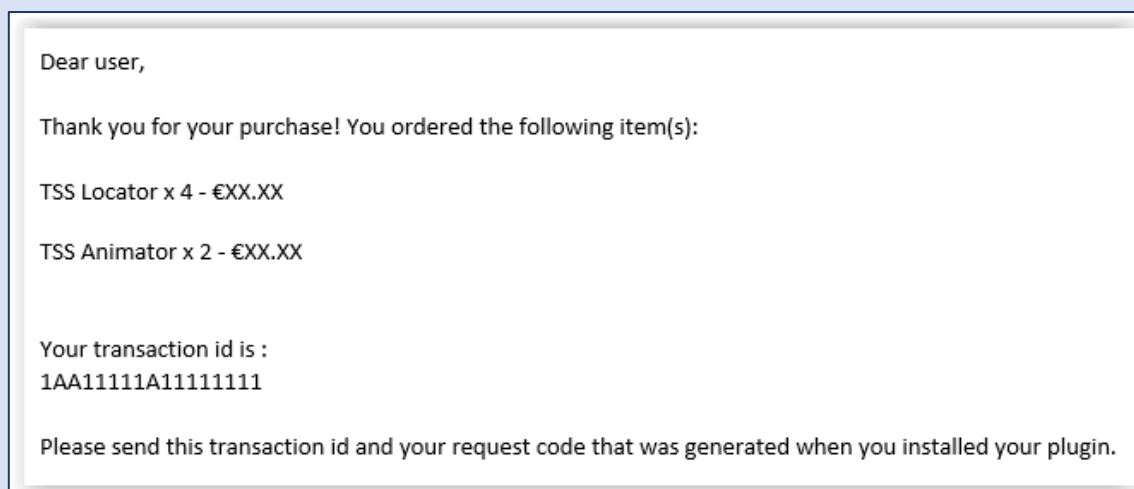 Dear user,
Thank you for your purchase! You ordered the following item(s):
TSS Locator x 4 - €XX.XX
TSS Animator x 2 - €XX.XX
Your transaction id is :
1AA11111A11111111
Please send this transaction id and your request code that was generated when you installed your plugin.